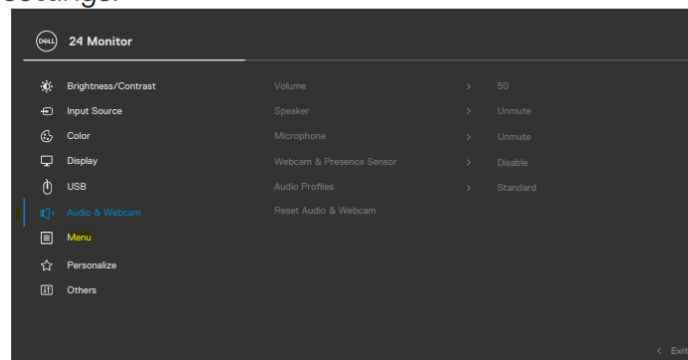 settings.
DELL 24 Monitor
Brightness/Contrast Volume > 50
Input Source Speaker > Unmute
Color Microphone > Unmute
Display Webcam & Presence Sensor > Disable
USB Audio Profiles > Standard
Audio & Webcam Reset Audio & Webcam
Menu
Personalize
Others
< Exit